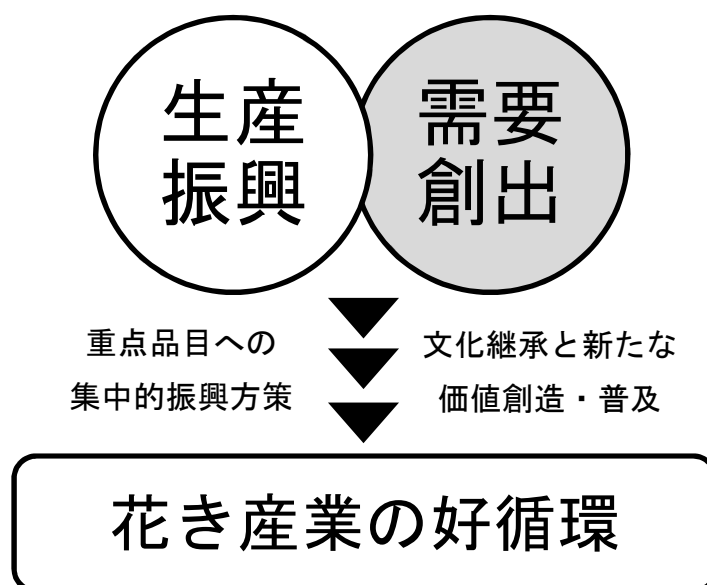 生産
振興
需要
創出
重点品目への
集中的振興方策
文化継承と新たな
価値創造・普及
花き産業の好循環